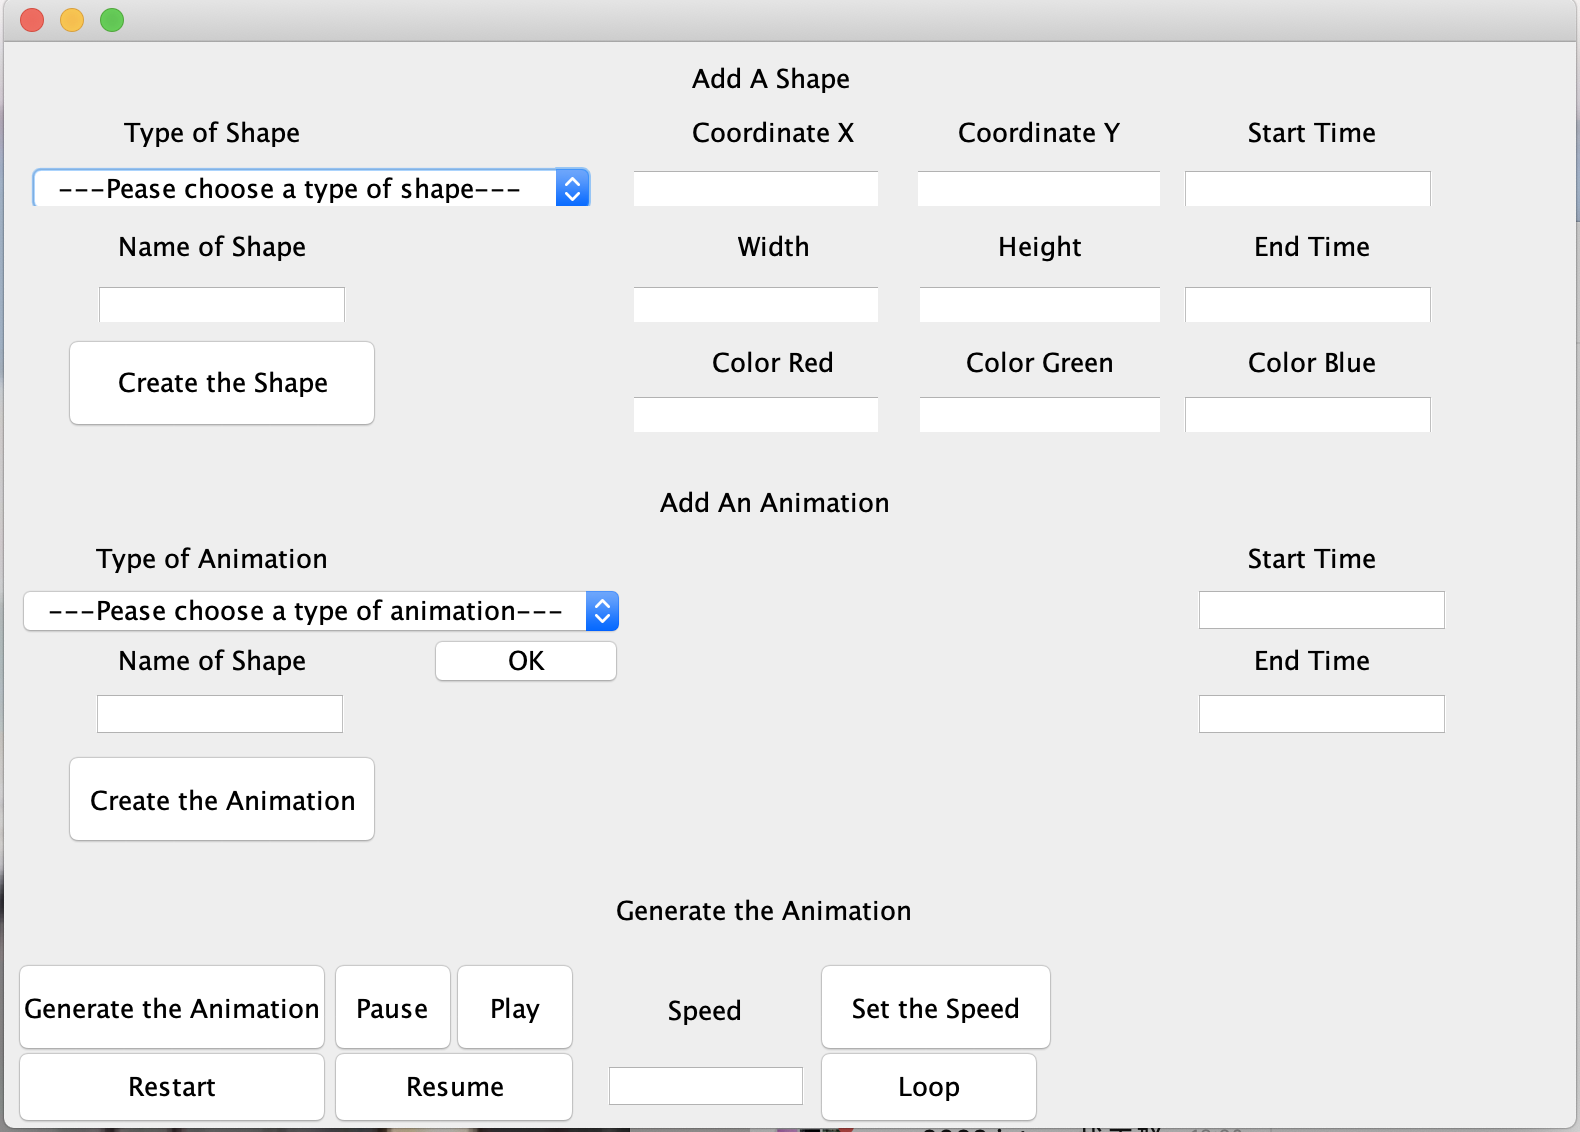 Add A Shape
Type of Shape Coordinate X Coordinate Y Start Time
---Pease choose a type of shape---
Name of Shape Width Height End Time
Color Red Color Green Color Blue
Create the Shape
Add An Animation
Type of Animation Start Time
---Pease choose a type of animation---
Name of Shape OK End Time
Create the Animation
Generate the Animation
Generate the Animation Pause Play Speed Set the Speed
Restart Resume Loop